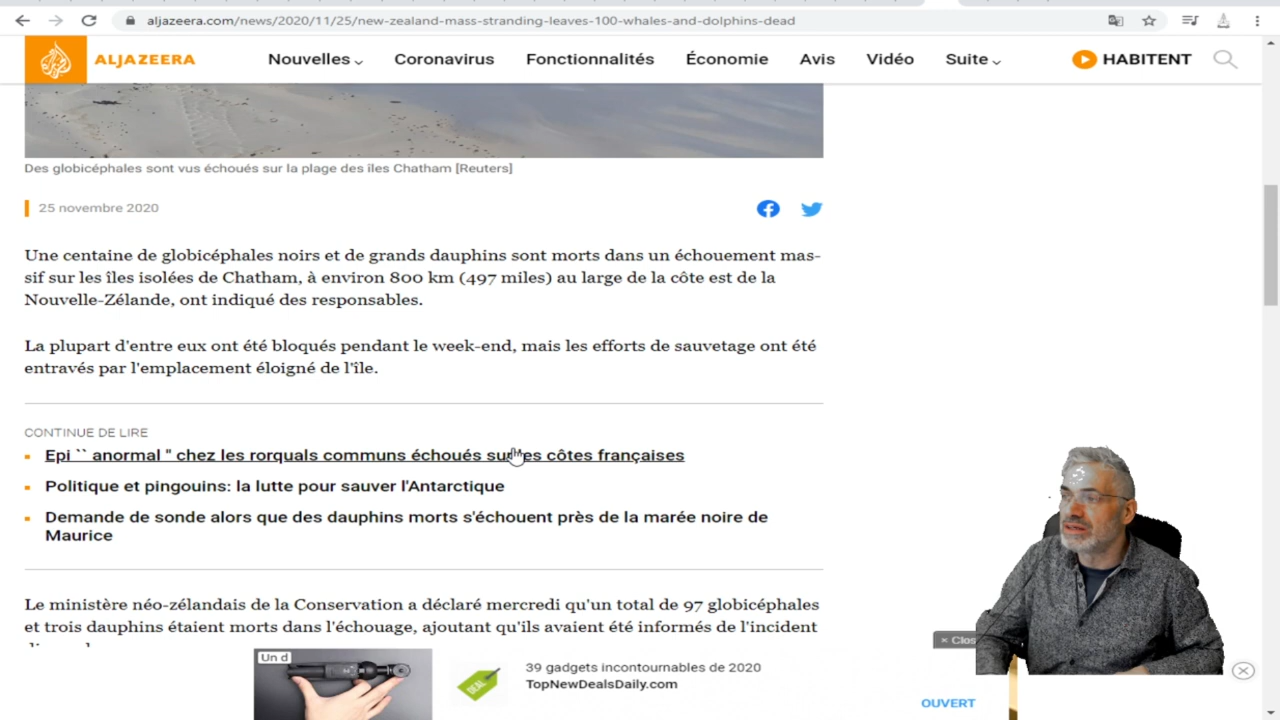 aljazeera.com/news/2020/11/25/new-zealand-mass-stranding-leaves-100-whales-and-dolphins-dead
ALJAZEERA
Nouvelles Coronavirus Fonctionnalités Économie Avis Vidéo Suite HABITENT
Des globicéphales sont vus échoués sur la plage des îles Chatham [Reuters]
25 novembre 2020
Une centaine de globicéphales noirs et de grands dauphins sont morts dans un échouement mas-
sif sur les îles isolées de Chatham, à environ 800 km (497 miles) au large de la côte est de la
Nouvelle-Zélande, ont indiqué des responsables.
La plupart d'entre eux ont été bloqués pendant le week-end, mais les efforts de sauvetage ont été
entravés par l'emplacement éloigné de l'île.
CONTINUE DE LIRE
Epi `` anormal '' chez les rorquals communs échoués sur les côtes françaises
Politique et pingouins: la lutte pour sauver l'Antarctique
Demande de sonde alors que des dauphins morts s'échouent près de la marée noire de
Maurice
Le ministère néo-zélandais de la Conservation a déclaré mercredi qu'un total de 97 globicéphales
et trois dauphins étaient morts dans l'échouage, ajoutant qu'ils avaient été informés de l'incident
× Clos
Un d
DEAL
39 gadgets incontournables de 2020
TopNewDealsDaily.com
OUVERT